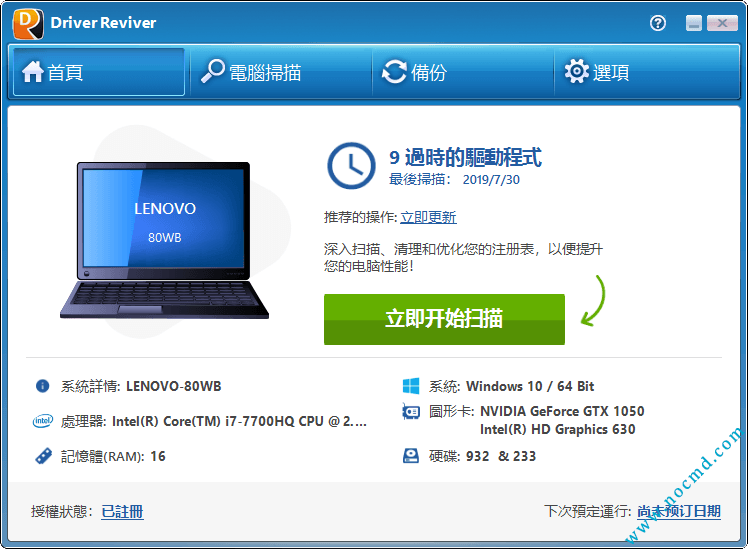 Driver Reviver
首頁
電腦掃描
備份
選項
LENOVO
80WB
9 過時的驅動程式
最後掃描： 2019/7/30
推荐的操作: 立即更新
深入扫描、清理和优化您的注册表，以便提升
您的电脑性能！
立即开始扫描
系統詳情: LENOVO-80WB
系統: Windows 10 / 64 Bit
intel 處理器: Intel(R) Core(TM) i7-7700HQ CPU @ 2....
圖形卡: NVIDIA GeForce GTX 1050
Intel(R) HD Graphics 630
記憶體(RAM): 16
硬碟: 932 & 233
授權狀態： 已註冊
下次預定運行: 尚未预订日期
www.nocmd.com